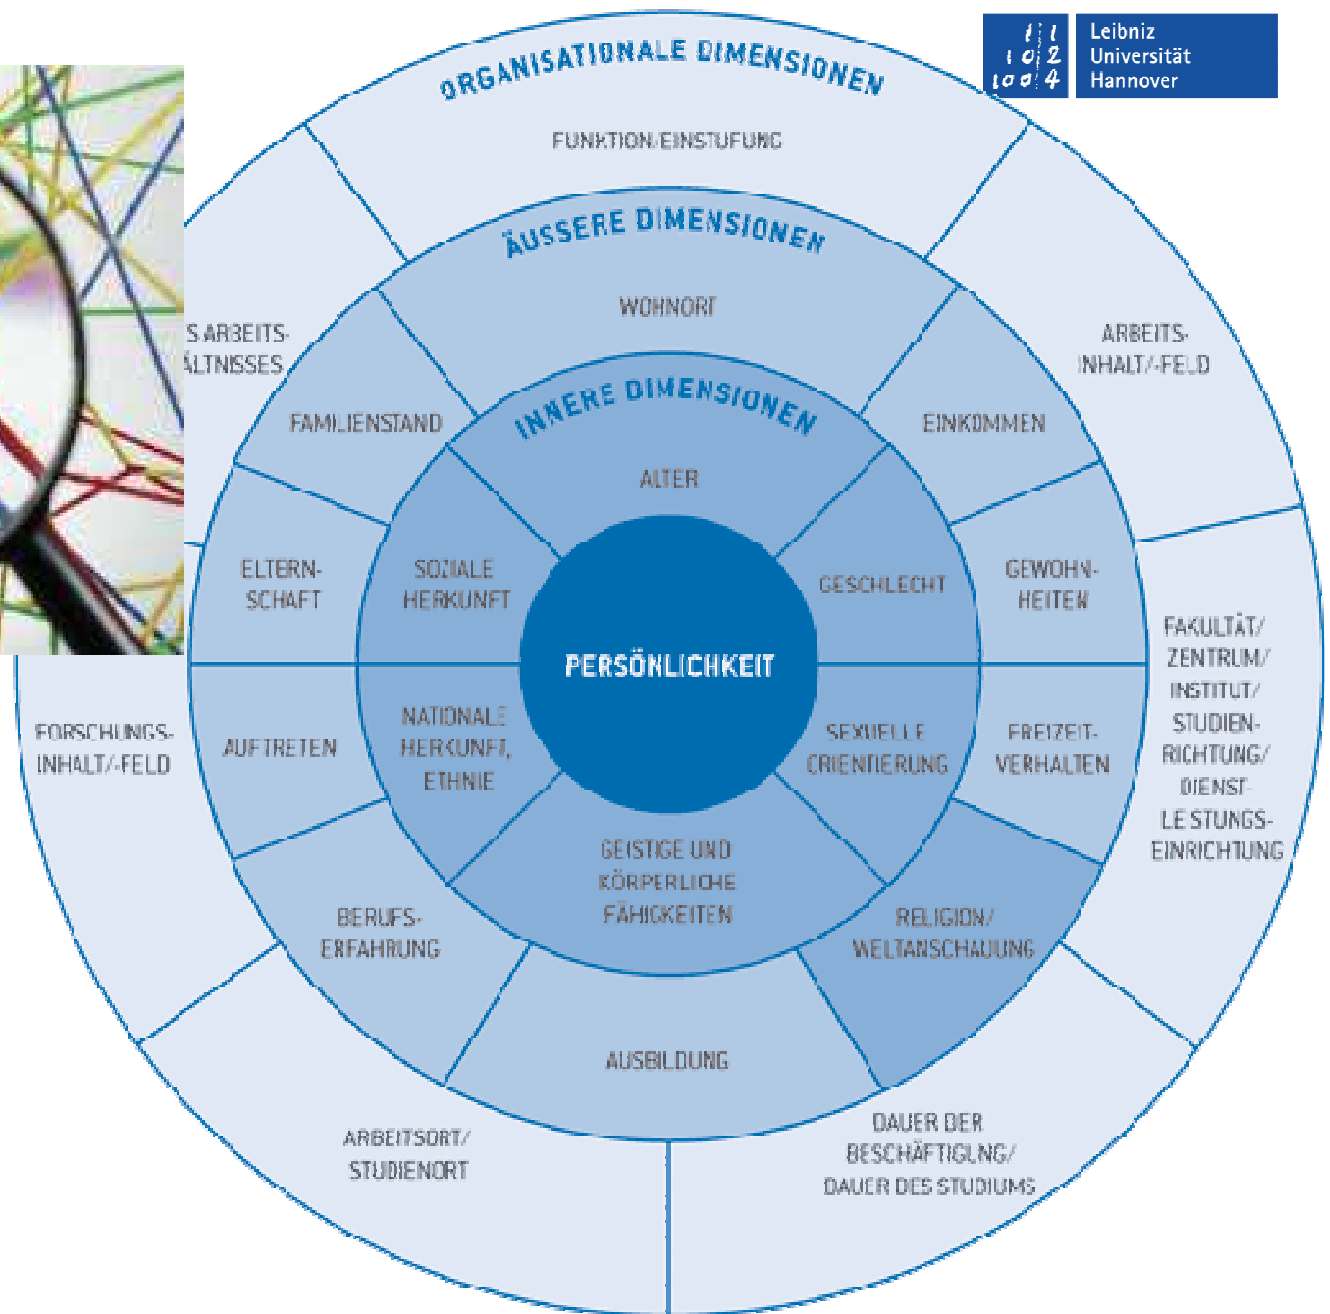 Leibniz
Universität
Hannover
ORGANISATIONALE DIMENSIONEN
FUNKTION/EINSTUFUNG
ÄUSSERE DIMENSIONEN
WOHNORT
S ARBEITS-
ÄLTNISSES
ARBEITS-
INHALT/-FELD
INNERE DIMENSIONEN
FAMILIENSTAND
EINKOMMEN
ALTER
ELTERN-
SCHAFT
SOZIALE
HERKUNFT
GESCHLECHT
GEWOHN-
HEITEN
FAKULTÄT/
ZENTRUM/
INSTITUT/
STUDIEN-
RICHTUNG/
DIENST-
LEISTUNGS-
EINRICHTUNG
PERSÖNLICHKEIT
FORSCHUNGS-
INHALT/-FELD
AUFTRETEN
NATIONALE
HERKUNFT,
ETHNIE
SEXUELLE
ORIENTIERUNG
FREIZEIT-
VERHALTEN
GEISTIGE UND
KÖRPERLICHE
FÄHIGKEITEN
BERUFS-
ERFAHRUNG
RELIGION/
WELTANSCHAUUNG
AUSBILDUNG
ARBEITSORT/
STUDIENORT
DAUER DER
BESCHÄFTIGUNG/
DAUER DES STUDIUMS